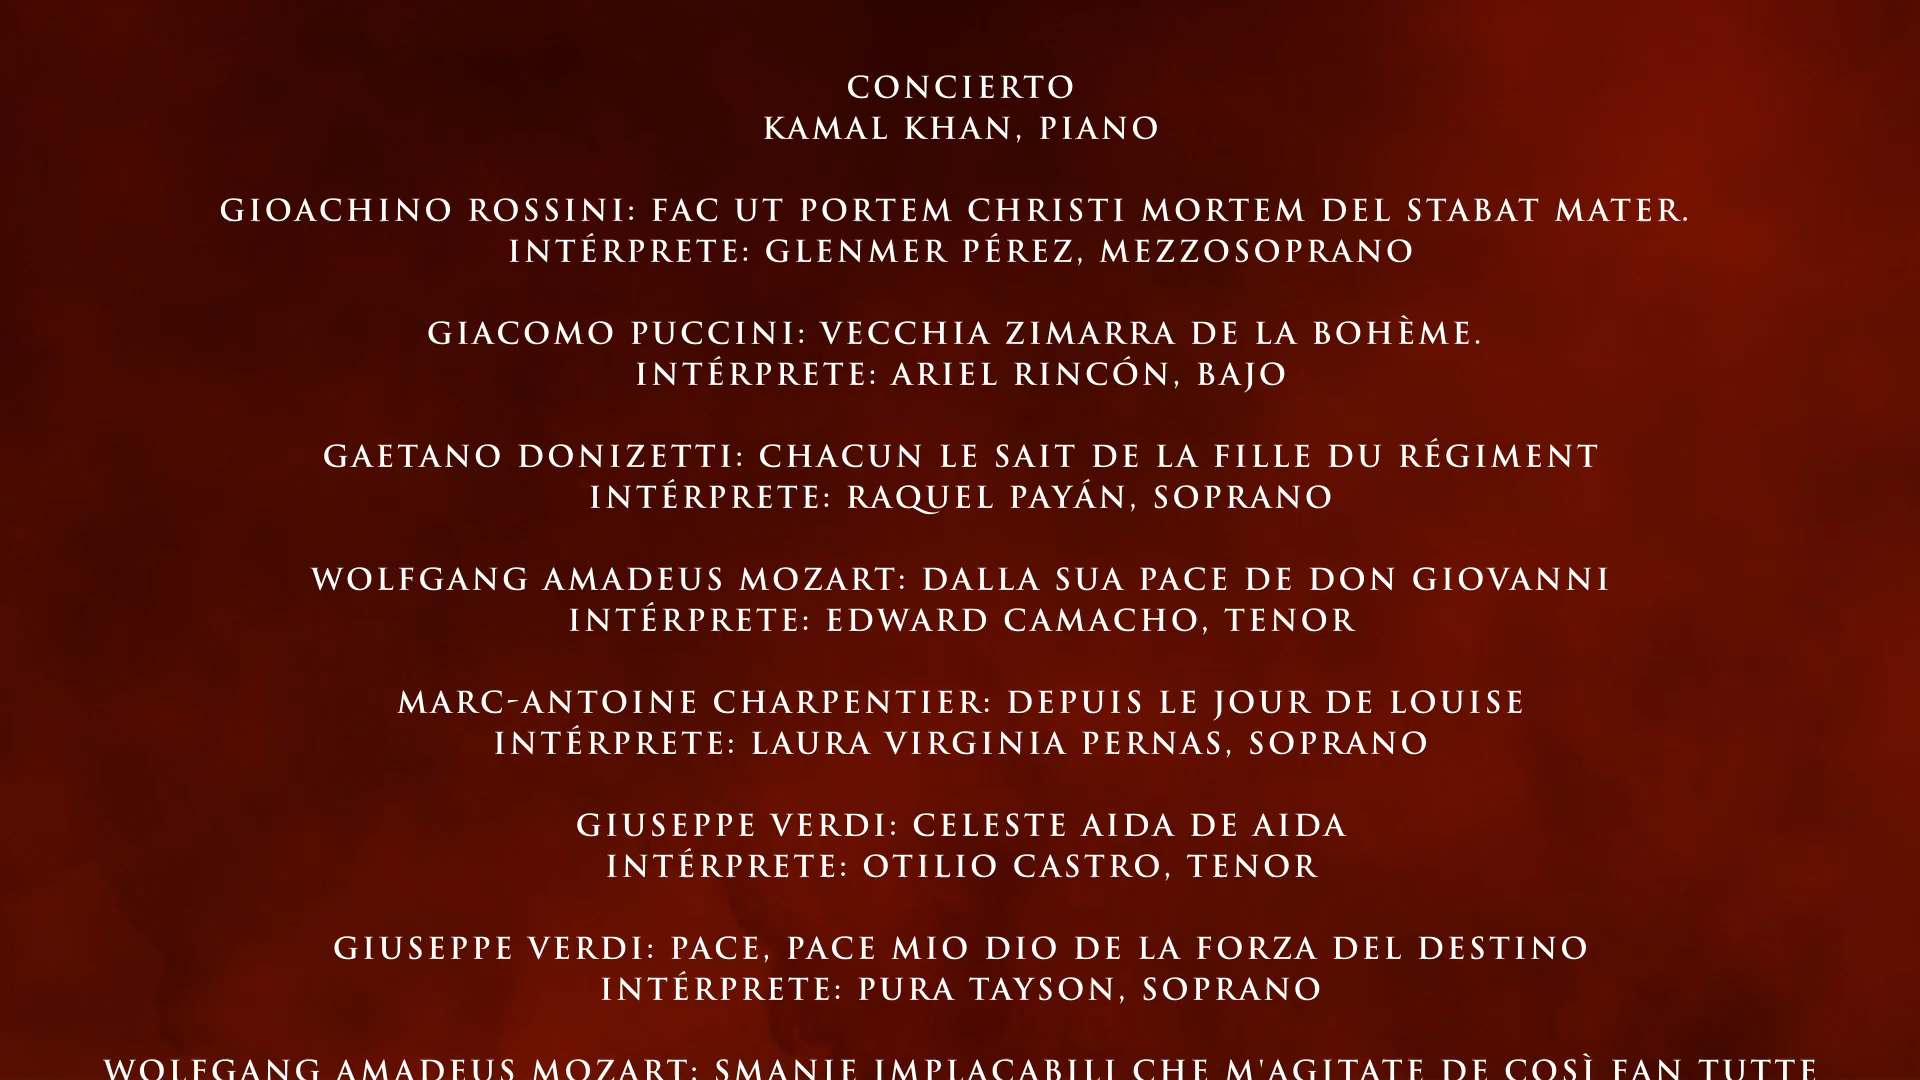 CONCIERTO
KAMAL KHAN, PIANO
GIOACHINO ROSSINI: FAC UT PORTEM CHRISTI MORTEM DEL STABAT MATER.
INTÉRPRETE: GLENMER PÉREZ, MEZZOSOPRANO
GIACOMO PUCCINI: VECCHIA ZIMARRA DE LA BOHÈME.
INTÉRPRETE: ARIEL RINCÓN, BAJO
GAETANO DONIZETTI: CHACUN LE SAIT DE LA FILLE DU RÉGIMENT
INTÉRPRETE: RAQUEL PAYÁN, SOPRANO
WOLFGANG AMADEUS MOZART: DALLA SUA PACE DE DON GIOVANNI
INTÉRPRETE: EDWARD CAMACHO, TENOR
MARC-ANTOINE CHARPENTIER: DEPUIS LE JOUR DE LOUISE
INTÉRPRETE: LAURA VIRGINIA PERNAS, SOPRANO
GIUSEPPE VERDI: CELESTE AIDA DE AIDA
INTÉRPRETE: OTILIO CASTRO, TENOR
GIUSEPPE VERDI: PACE, PACE MIO DIO DE LA FORZA DEL DESTINO
INTÉRPRETE: PURA TAYSON, SOPRANO
WOLFGANG AMADEUS MOZART: SMANIE IMPLACABILI CHE M'AGITATE DE COSÌ FAN TUTTE